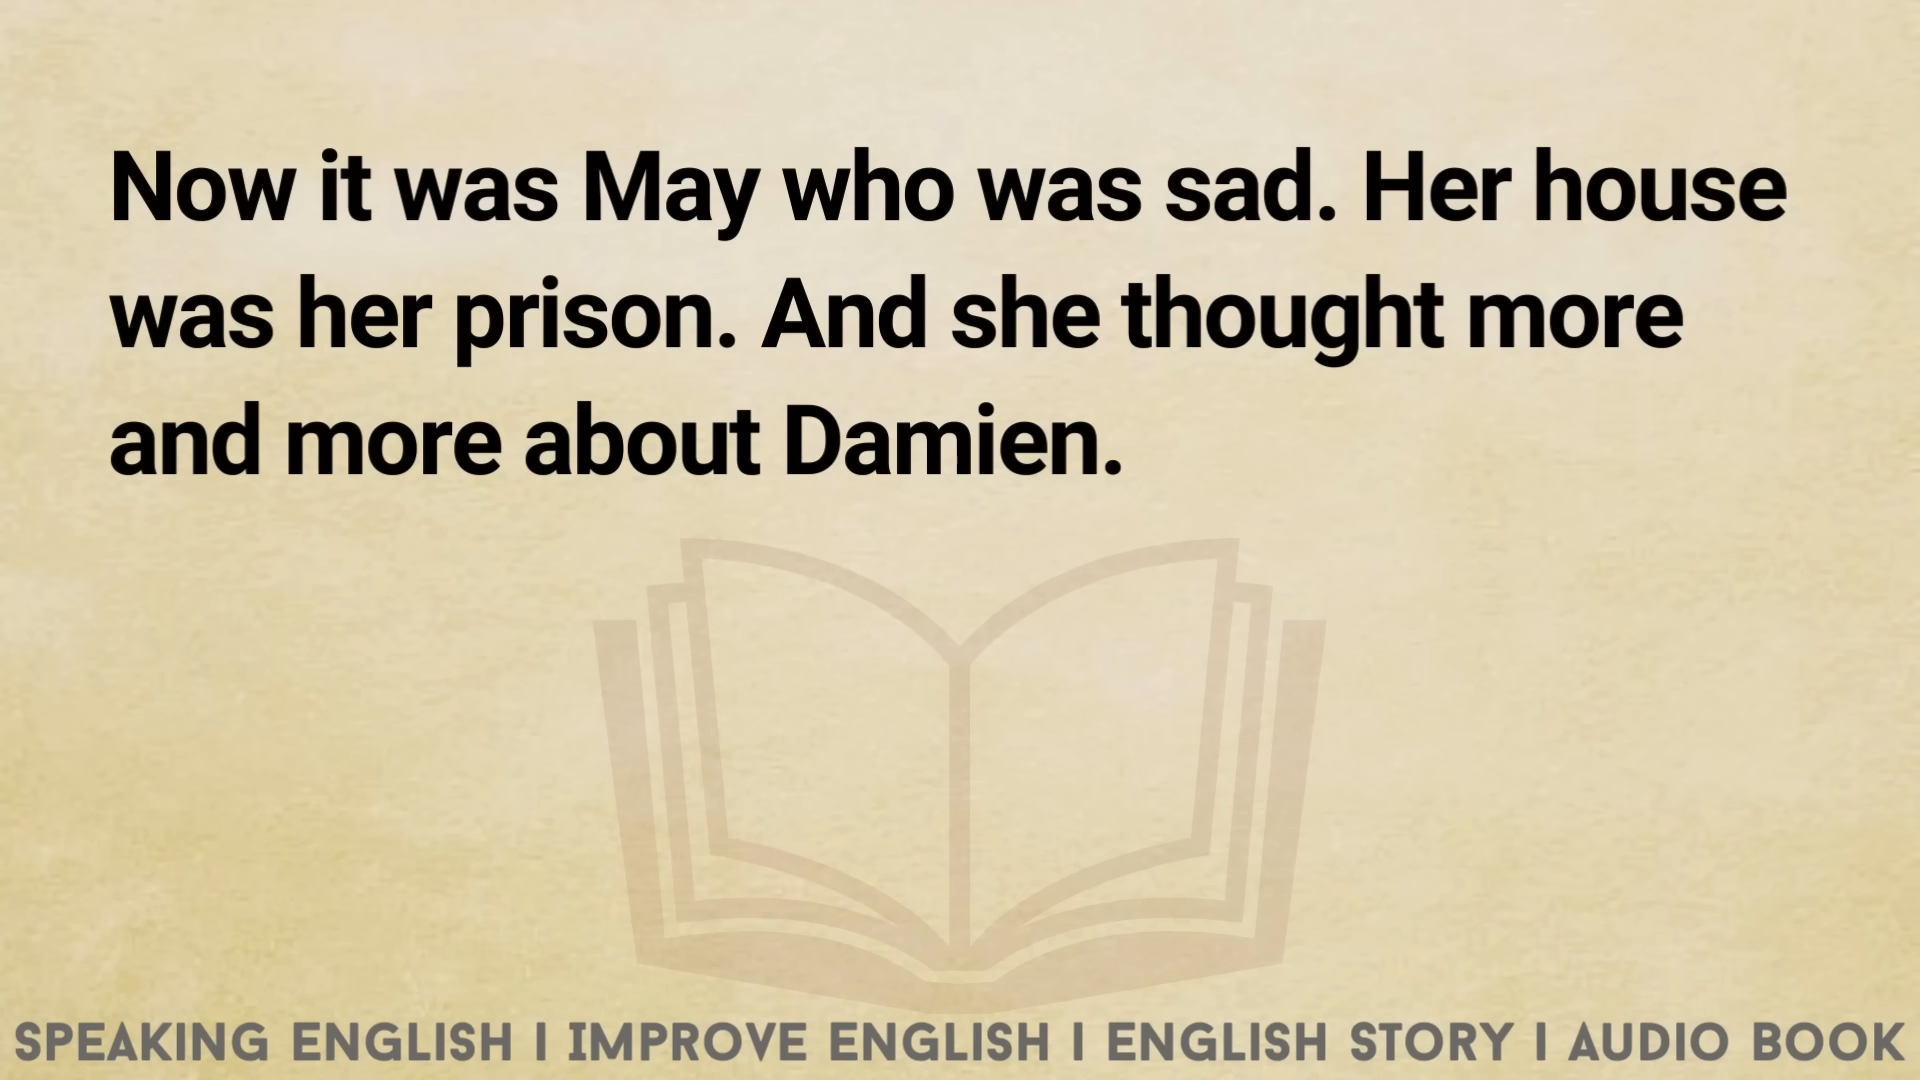 Now it was May who was sad. Her house
was her prison. And she thought more
and more about Damien.
SPEAKING ENGLISH I IMPROVE ENGLISH I ENGLISH STORY I AUDIO BOOK